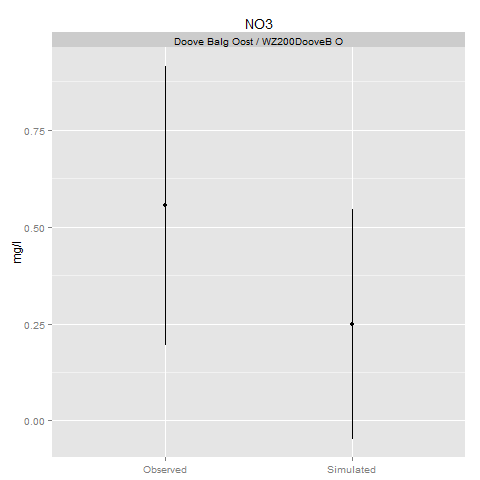 NO3
Doove Balg Oost / WZ200DooveB O
0.75
0.50
0.25
0.00
mg/l
Observed
Simulated